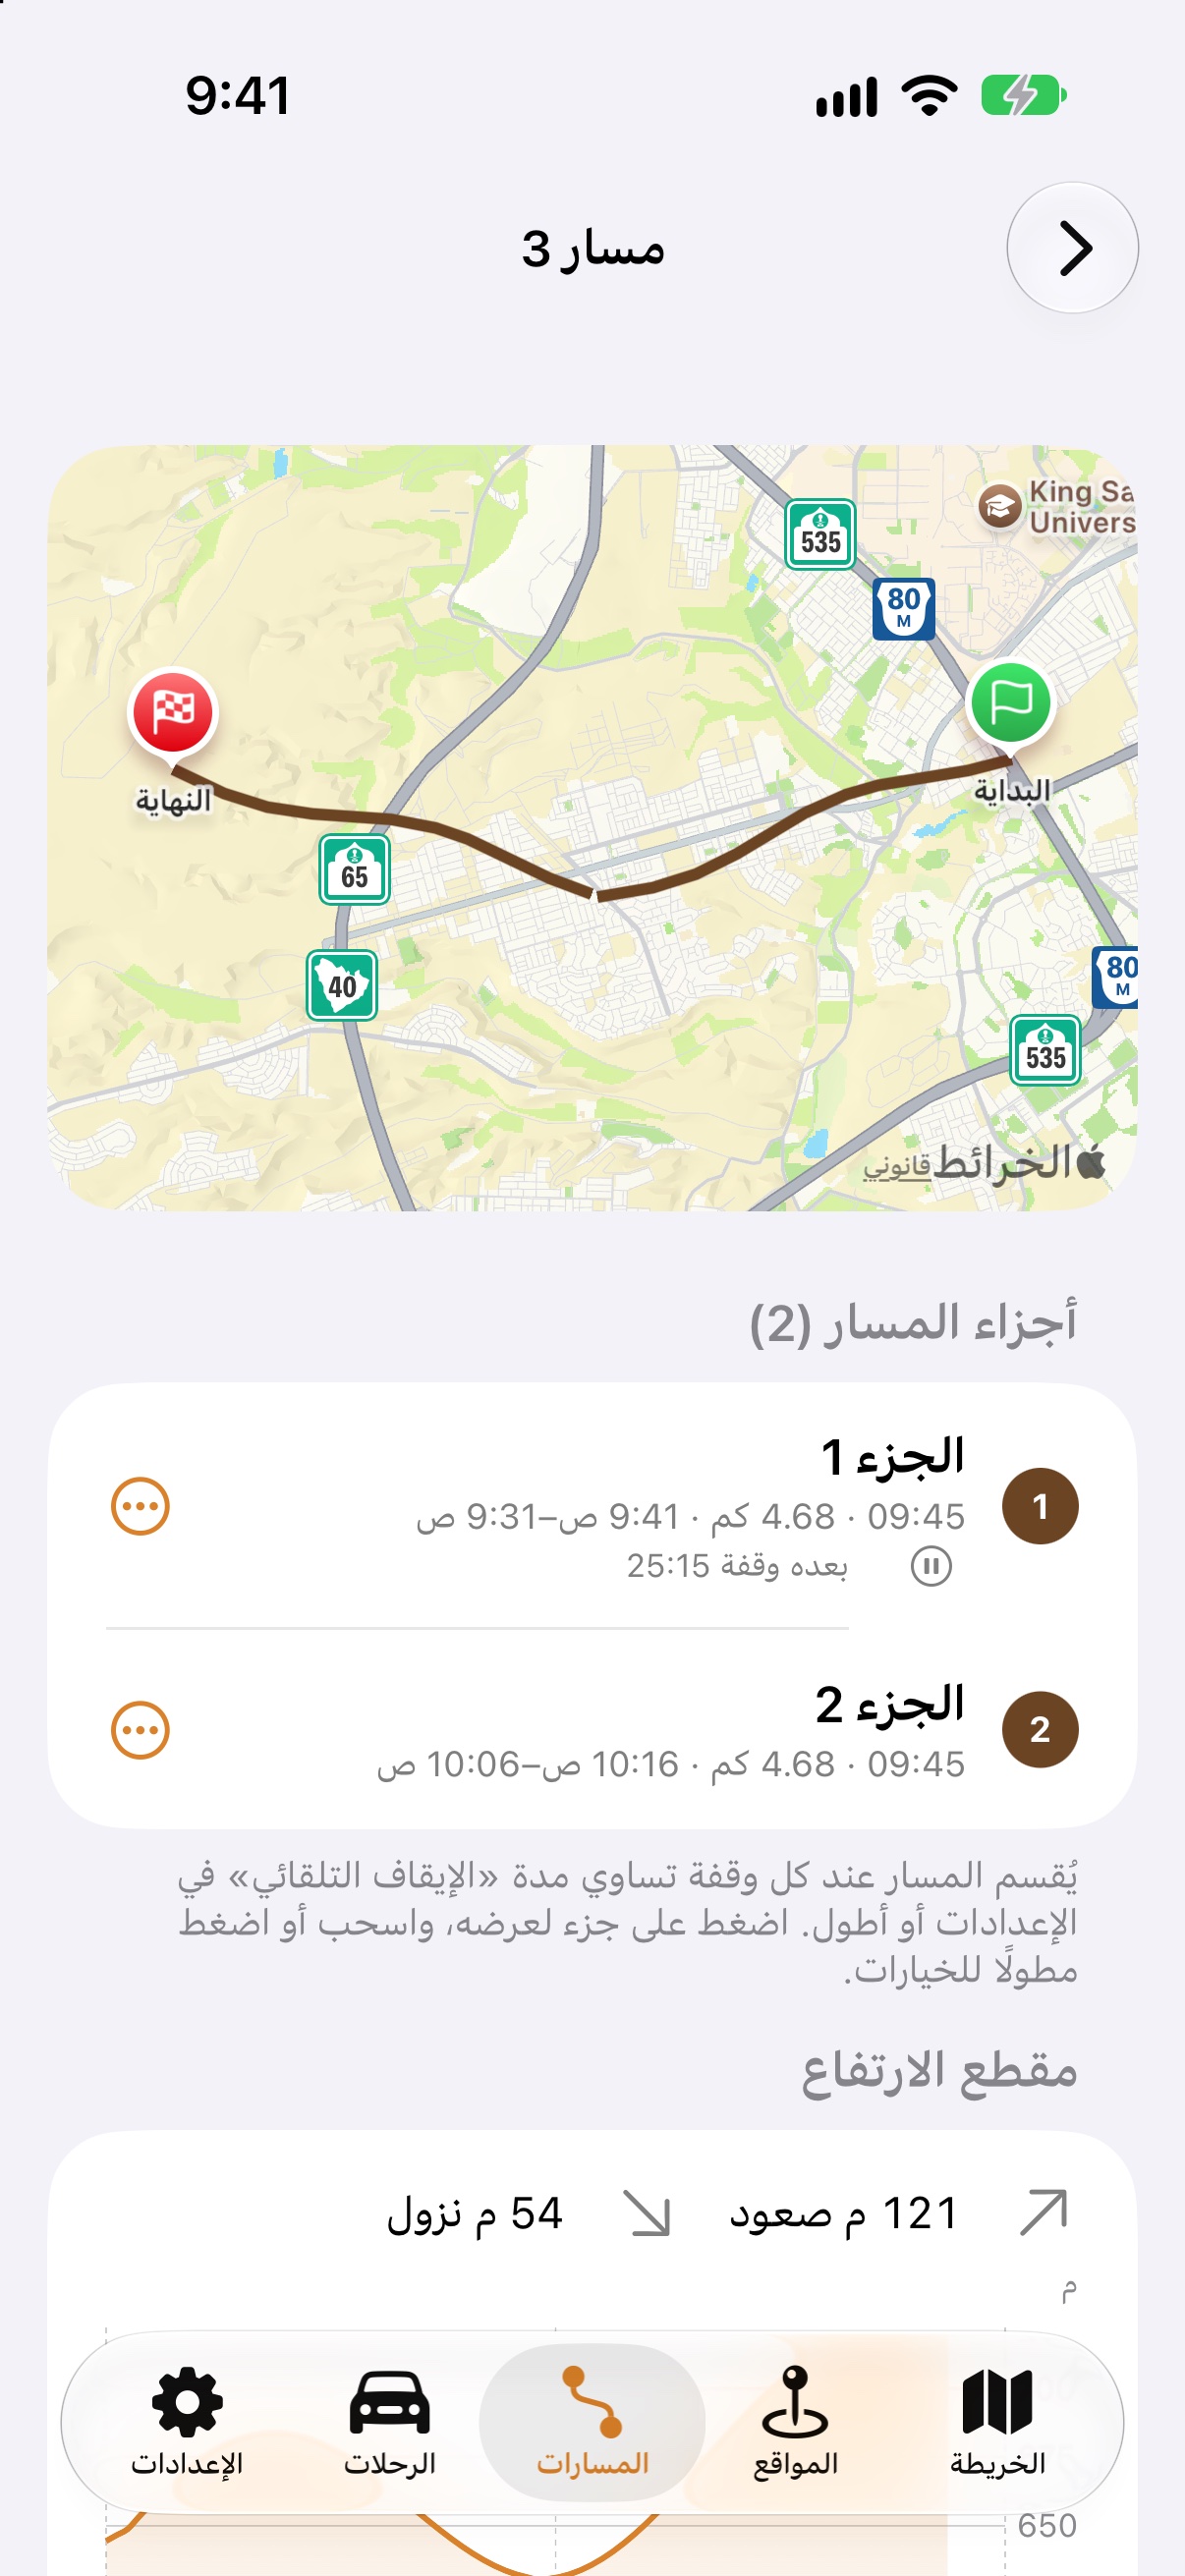 9:41
مسار 3
King Sa
Univers
535
80
M
البداية
النهاية
65
40
80
M
535
الخرائط قانوني
أجزاء المسار (2)
1
الجزء 1
09:45 · 4.68 كم · 9:41 ص–9:31 ص
بعده وقفة 25:15
2
الجزء 2
09:45 · 4.68 كم · 10:16 ص–10:06 ص
يُقسم المسار عند كل وقفة تساوي مدة «الإيقاف التلقائي» في
الإعدادات أو أطول. اضغط على جزء لعرضه، واسحب أو اضغط
مطولًا للخيارات.
مقطع الارتفاع
121 م صعود
54 م نزول
م
الخريطة
المواقع
المسارات
الرحلات
الإعدادات
650